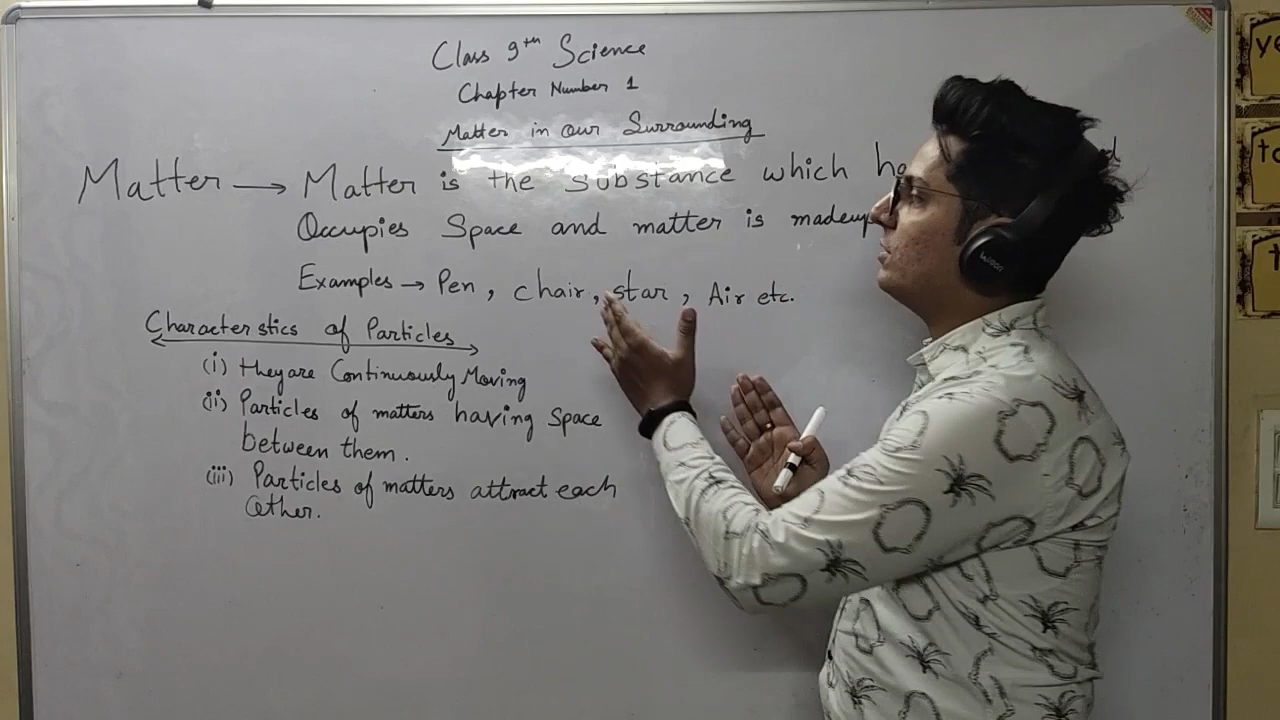 Class 9th Science
Chapter Number 1
Matter in our Surrounding
Matter → Matter is the substance which
Occupies Space and matter is madeup
Examples → Pen, chair, star, Air etc.
Characterstics of Particles
(i) they are Continuously Moving
(ii) Particles of matters having space
between them.
(iii) Particles of matters attract each
Other.